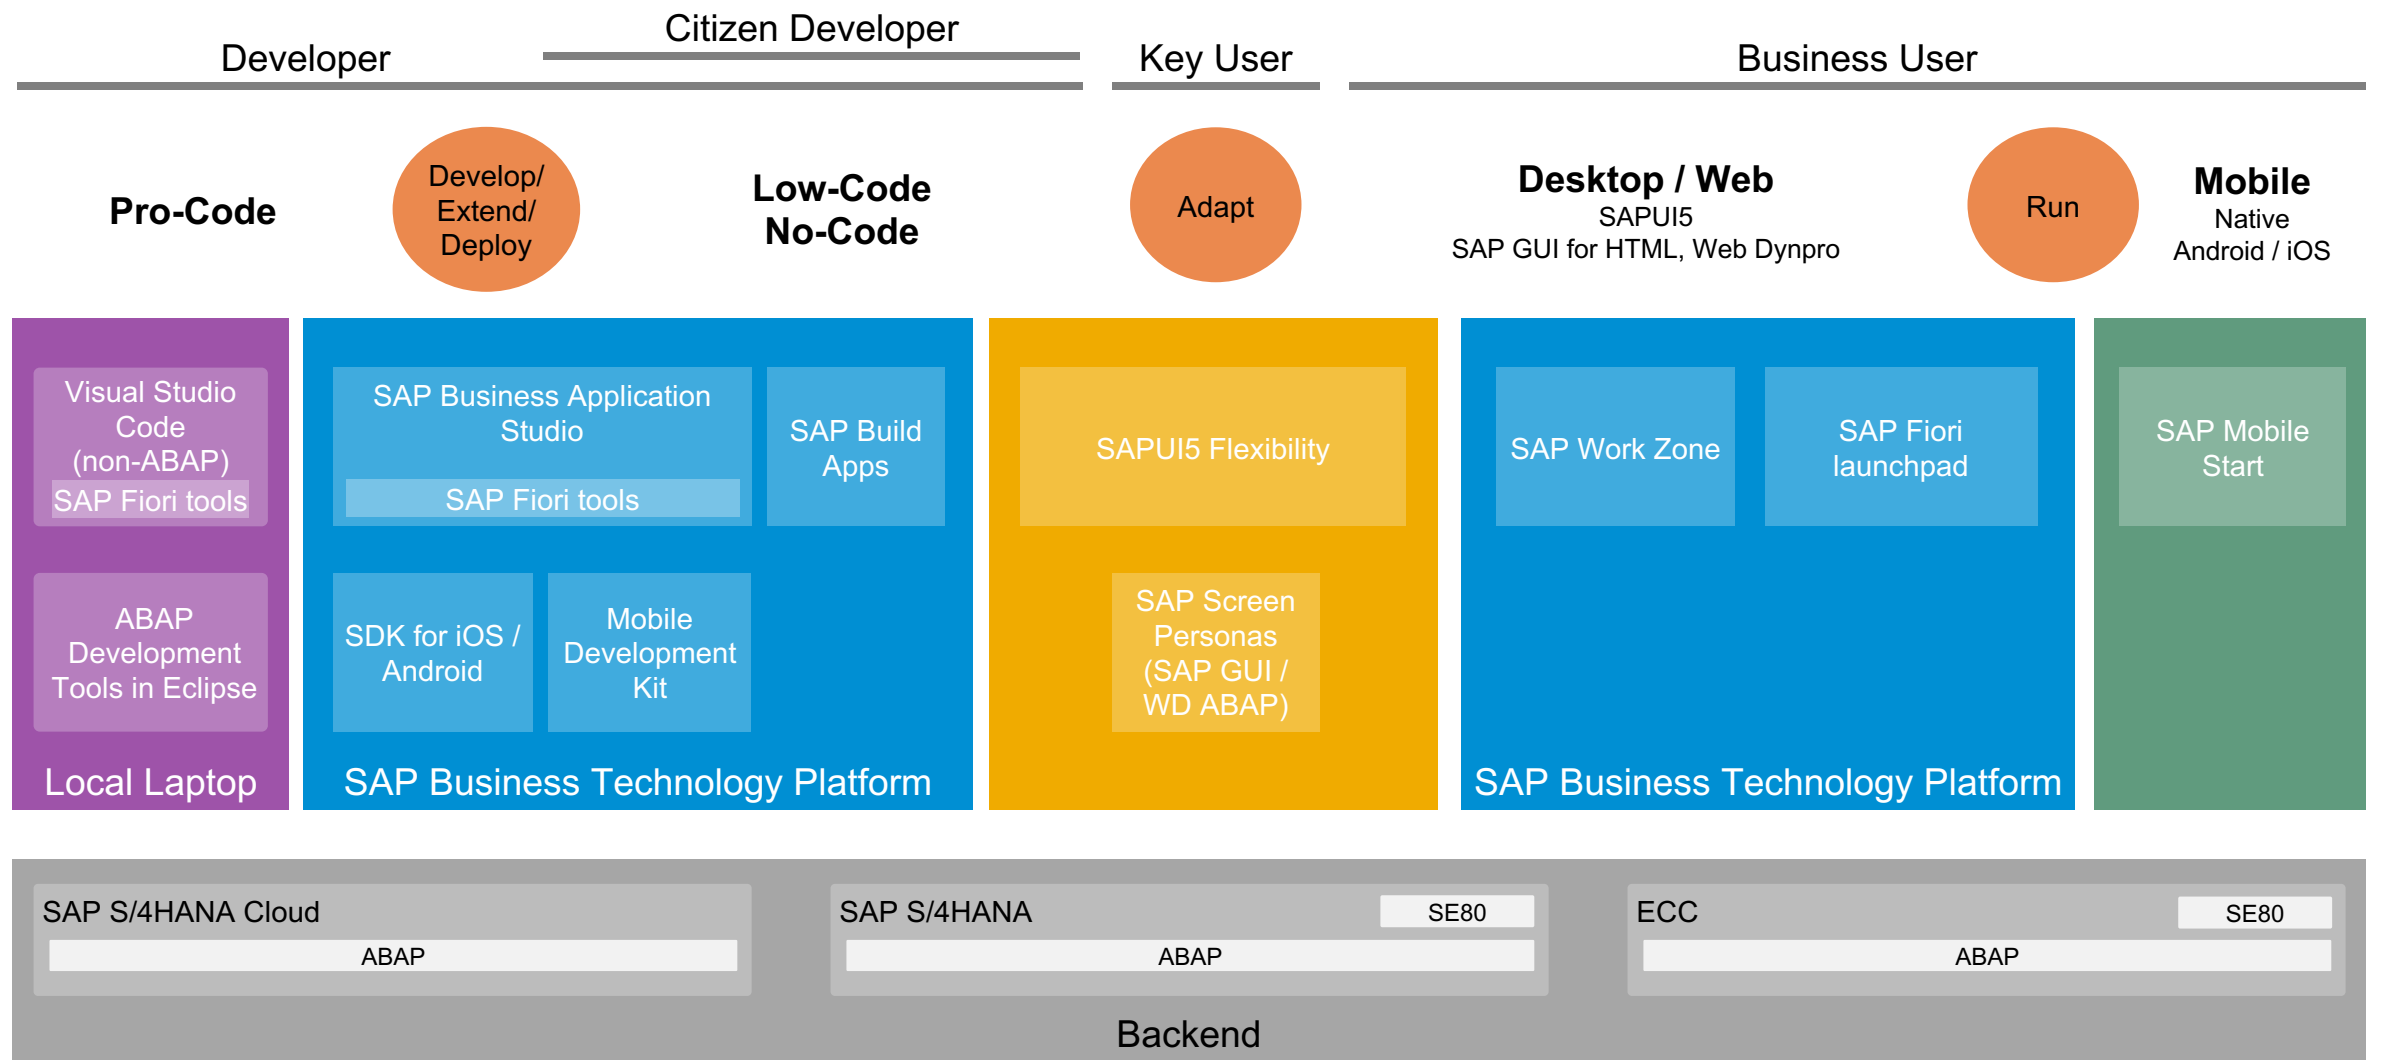 Citizen Developer
Developer
Key User
Business User
Pro-Code
Develop/
Extend/
Deploy
Low-Code
No-Code
Adapt
Desktop / Web
SAPUI5
SAP GUI for HTML, Web Dynpro
Run
Mobile
Native
Android / iOS
Visual Studio
Code
(non-ABAP)
SAP Fiori tools
ABAP
Development
Tools in Eclipse
Local Laptop
SAP Business Application
Studio
SAP Fiori tools
SAP Build
Apps
SDK for iOS /
Android
Mobile
Development
Kit
SAP Business Technology Platform
SAPUI5 Flexibility
SAP Screen
Personas
(SAP GUI /
WD ABAP)
SAP Work Zone
SAP Fiori
launchpad
SAP Business Technology Platform
SAP Mobile
Start
SAP S/4HANA Cloud
ABAP
SAP S/4HANA
SE80
ABAP
ECC
SE80
ABAP
Backend